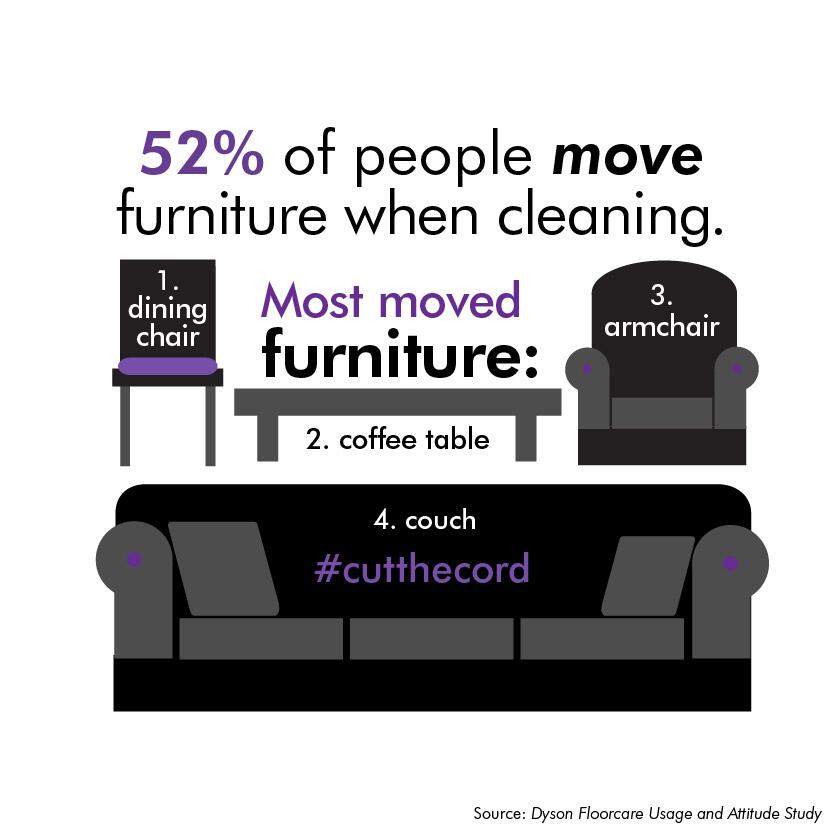 52% of people move
furniture when cleaning.
1.
dining
chair
Most moved
furniture:
2. coffee table
3.
armchair
4. couch
#cutthecord
Source: Dyson Floorcare Usage and Attitude Study